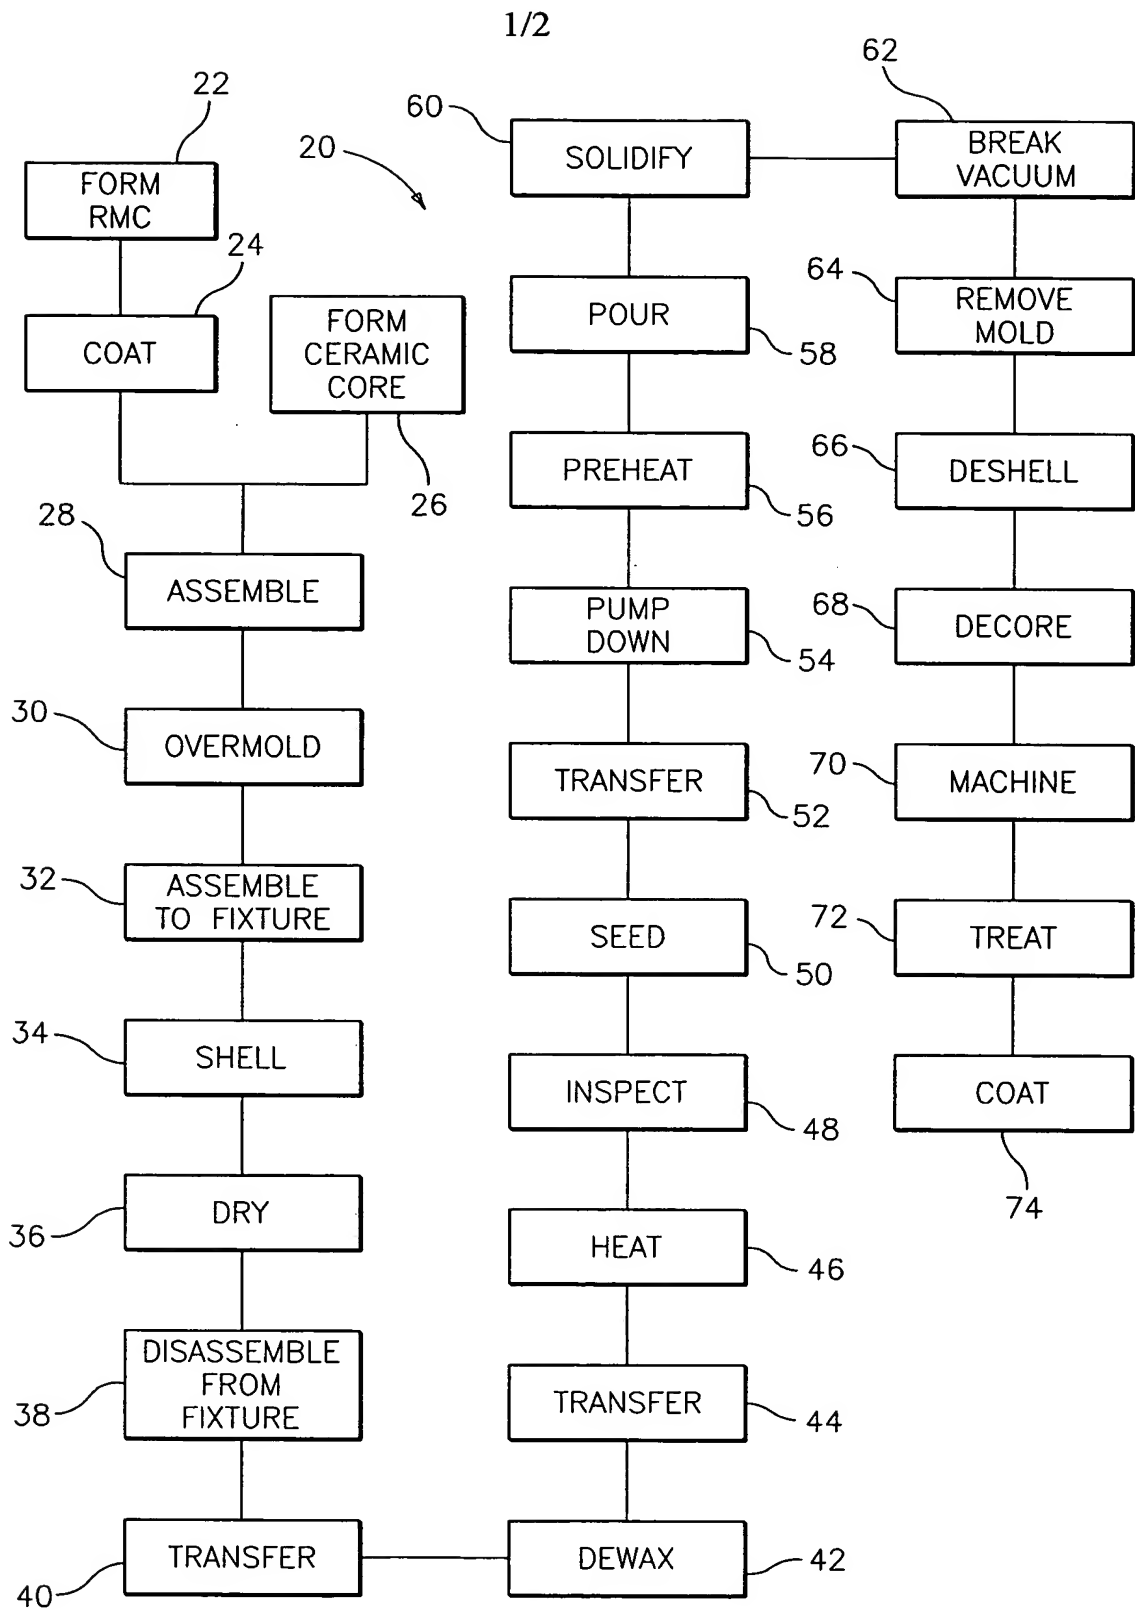 1/2
20
22
FORM
RMC
24
COAT
FORM
CERAMIC
CORE
26
28
ASSEMBLE
30
OVERMOLD
32
ASSEMBLE
TO FIXTURE
34
SHELL
DRY
36
DISASSEMBLE
FROM
FIXTURE
38
TRANSFER
40
DEWAX
42
TRANSFER
44
HEAT
46
INSPECT
48
SEED
50
TRANSFER
52
PUMP
DOWN
54
PREHEAT
56
POUR
58
60
SOLIDIFY
62
BREAK
VACUUM
64
REMOVE
MOLD
66
DESHELL
68
DECORE
70
MACHINE
72
TREAT
COAT
74